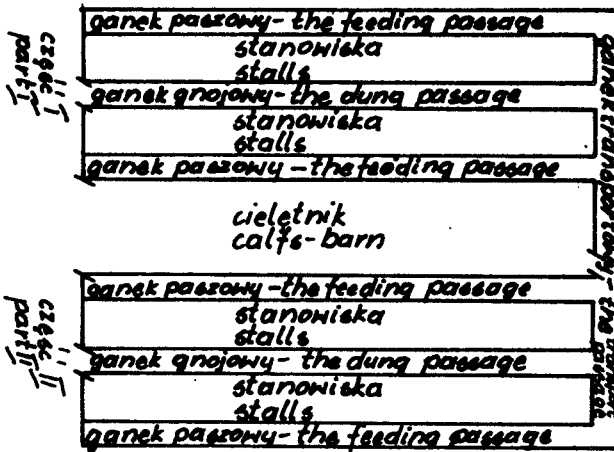 ganek paszowy - the feeding passage
stanowiska
stalls
część I
part I
ganek gnojowy - the dung passage
stanowiska
stalls
ganek paszowy - the feeding passage
cielętnik
calfs-barn
ganek paszowy - the feeding passage
stanowiska
stalls
część II
part II
ganek gnojowy - the dung passage
stanowiska
stalls
ganek paszowy - the feeding passage
ganek transportowy - the
passage